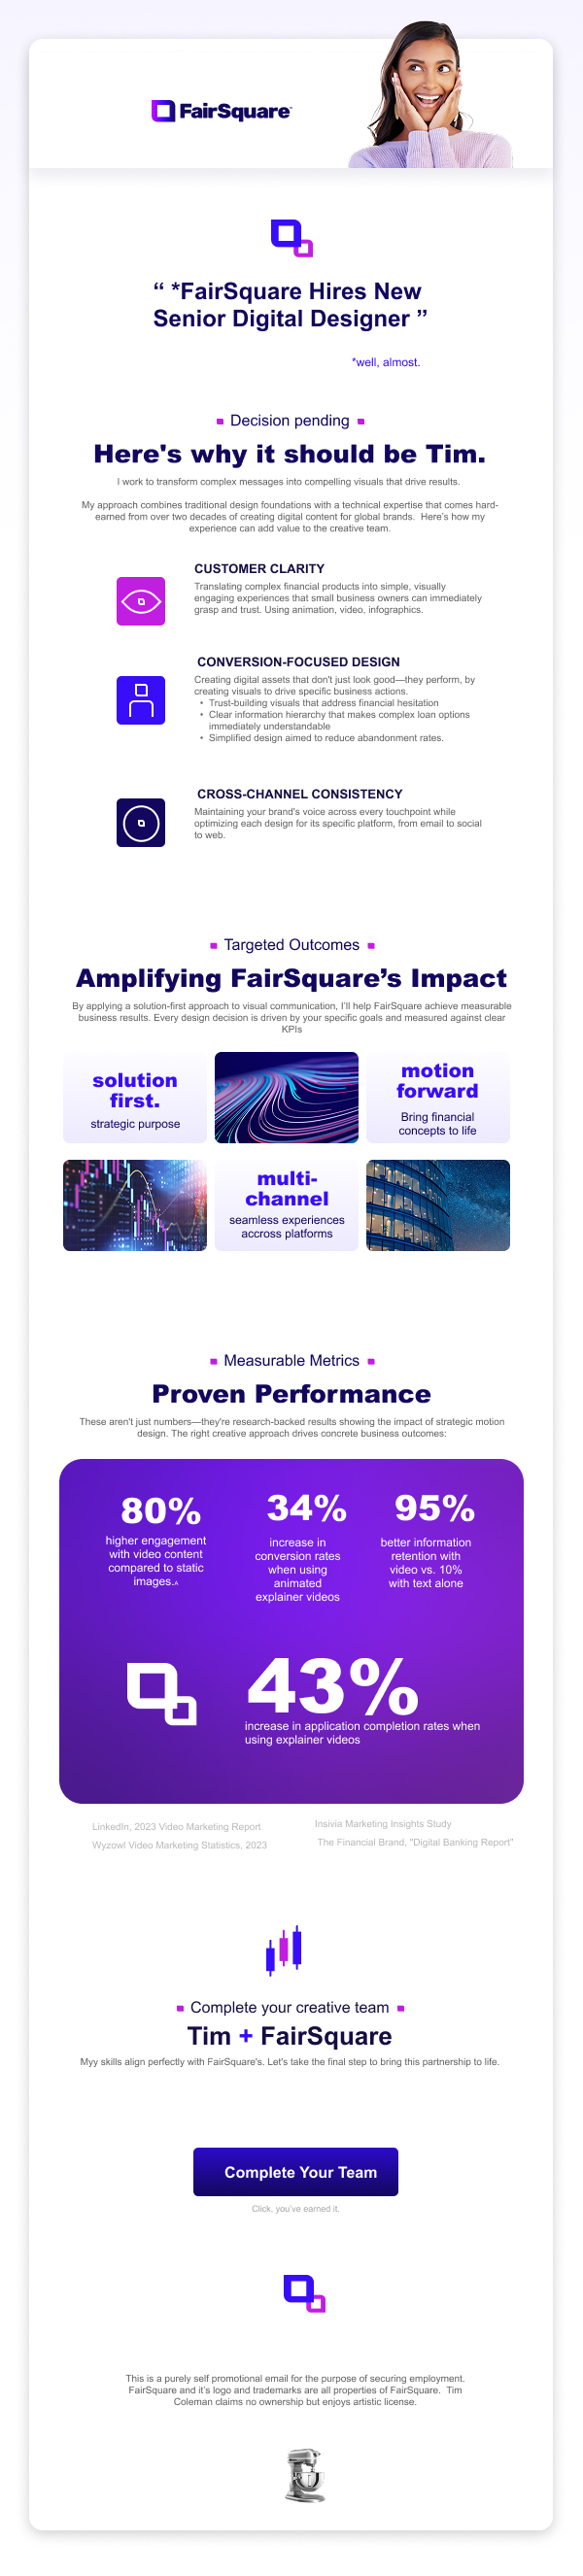 FairSquare
“ *FairSquare Hires New
Senior Digital Designer ”
*well, almost.
Decision pending
Here's why it should be Tim.
I work to transform complex messages into compelling visuals that drive results.
My approach combines traditional design foundations with a technical expertise that comes hard-
earned from over two decades of creating digital content for global brands. Here's how my
experience can add value to the creative team.
CUSTOMER CLARITY
Translating complex financial products into simple, visually
engaging experiences that small business owners can immediately
grasp and trust. Using animation, video, infographics.
CONVERSION-FOCUSED DESIGN
Creating digital assets that don't just look good—they perform, by
creating visuals to drive specific business actions.
• Trust-building visuals that address financial hesitation
• Clear information hierarchy that makes complex loan options
immediately understandable
• Simplified design aimed to reduce abandonment rates.
CROSS-CHANNEL CONSISTENCY
Maintaining your brand's voice across every touchpoint while
optimizing each design for its specific platform, from email to social
to web.
Targeted Outcomes
Amplifying FairSquare’s Impact
By applying a solution-first approach to visual communication, I'll help FairSquare achieve measurable
business results. Every design decision is driven by your specific goals and measured against clear
KPIs
solution
first.
strategic purpose
motion
forward
Bring financial
concepts to life
multi-
channel
seamless experiences
accross platforms
Measurable Metrics
Proven Performance
These aren't just numbers—they're research-backed results showing the impact of strategic motion
design. The right creative approach drives concrete business outcomes:
80%
higher engagement
with video content
compared to static
images.
34%
increase in
conversion rates
when using
animated
explainer videos
95%
better information
retention with
video vs. 10%
with text alone
43%
increase in application completion rates when
using explainer videos
LinkedIn, 2023 Video Marketing Report
Wyzowl Video Marketing Statistics, 2023
Insivia Marketing Insights Study
The Financial Brand, "Digital Banking Report"
Complete your creative team
Tim + FairSquare
Myy skills align perfectly with FairSquare's. Let's take the final step to bring this partnership to life.
Complete Your Team
Click, you've earned it.
This is a purely self promotional email for the purpose of securing employment.
FairSquare and it's logo and trademarks are all properties of FairSquare. Tim
Coleman claims no ownership but enjoys artistic license.